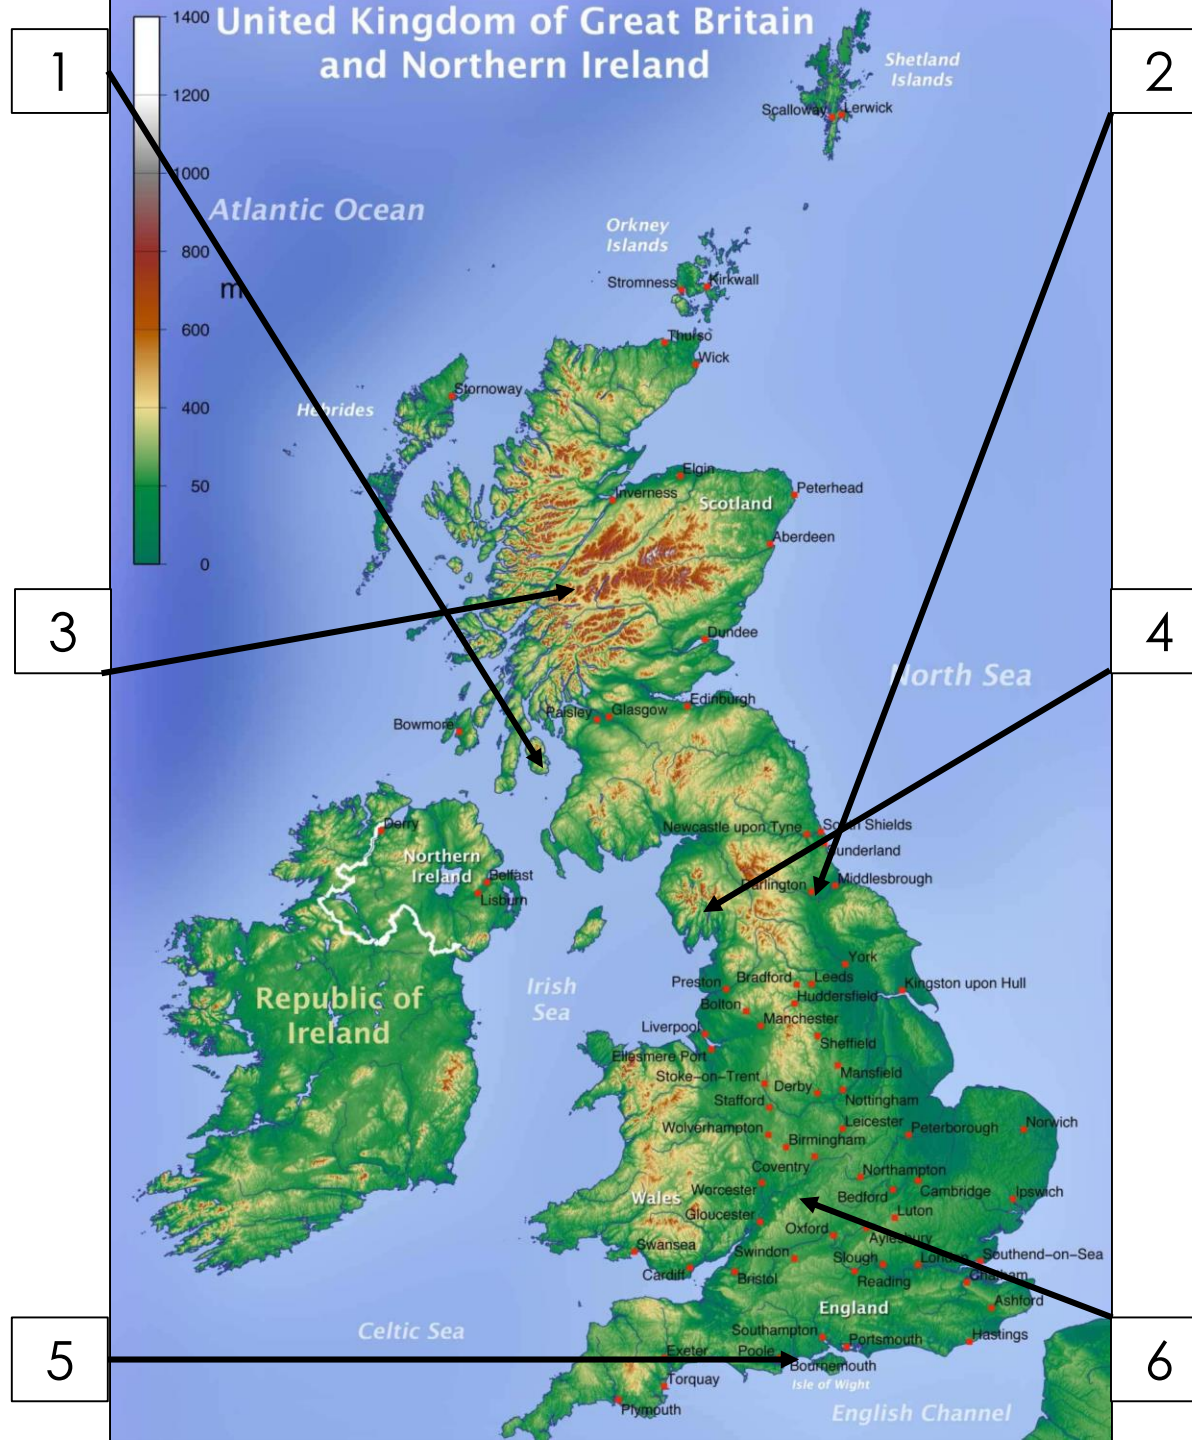 1400
United Kingdom of Great Britain
and Northern Ireland
1
2
Shetland
Islands
1200
Scalloway
Lerwick
1000
Atlantic Ocean
Orkney
Islands
800
m
Stromness
Kirkwall
600
Thurso
Wick
Stornoway
400
Hebrides
Elgin
50
Inverness
Scotland
Peterhead
Aberdeen
0
3
4
Dundee
North Sea
Edinburgh
Paisley
Glasgow
Bowmore
Derry
Newcastle upon Tyne
South Shields
Sunderland
Northern
Ireland
Belfast
Lisburn
Darlington
Middlesbrough
York
Irish
Sea
Preston
Bradford
Leeds
Kingston upon Hull
Republic of
Ireland
Huddersfield
Bolton
Manchester
Liverpool
Sheffield
Ellesmere Port
Stoke-on-Trent
Mansfield
Derby
Stafford
Nottingham
Leicester
Peterborough
Norwich
Wolverhampton
Birmingham
Coventry
Northampton
Wales
Worcester
Bedford
Cambridge
Ipswich
Gloucester
Luton
Oxford
Aylesbury
Swansea
Swindon
Slough
London
Southend-on-Sea
Cardiff
Bristol
Reading
Chatham
England
Ashford
Celtic Sea
Southampton
Portsmouth
Hastings
5
6
Exeter
Poole
Bournemouth
Torquay
Isle of Wight
Plymouth
English Channel